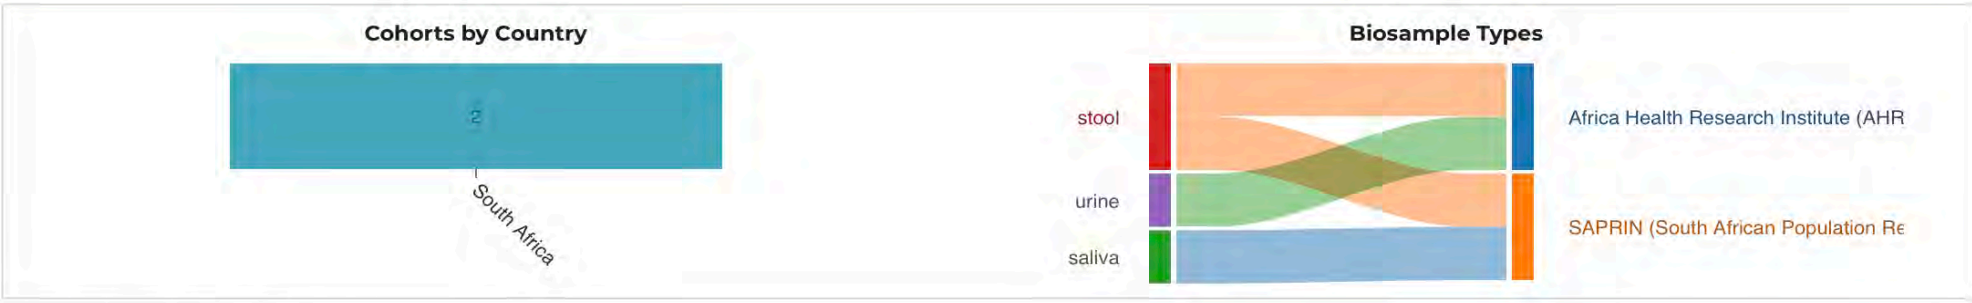 Cohorts by Country
2
South Africa
Biosample Types
stool
urine
saliva
Africa Health Research Institute (AHR
SAPRIN (South African Population Re